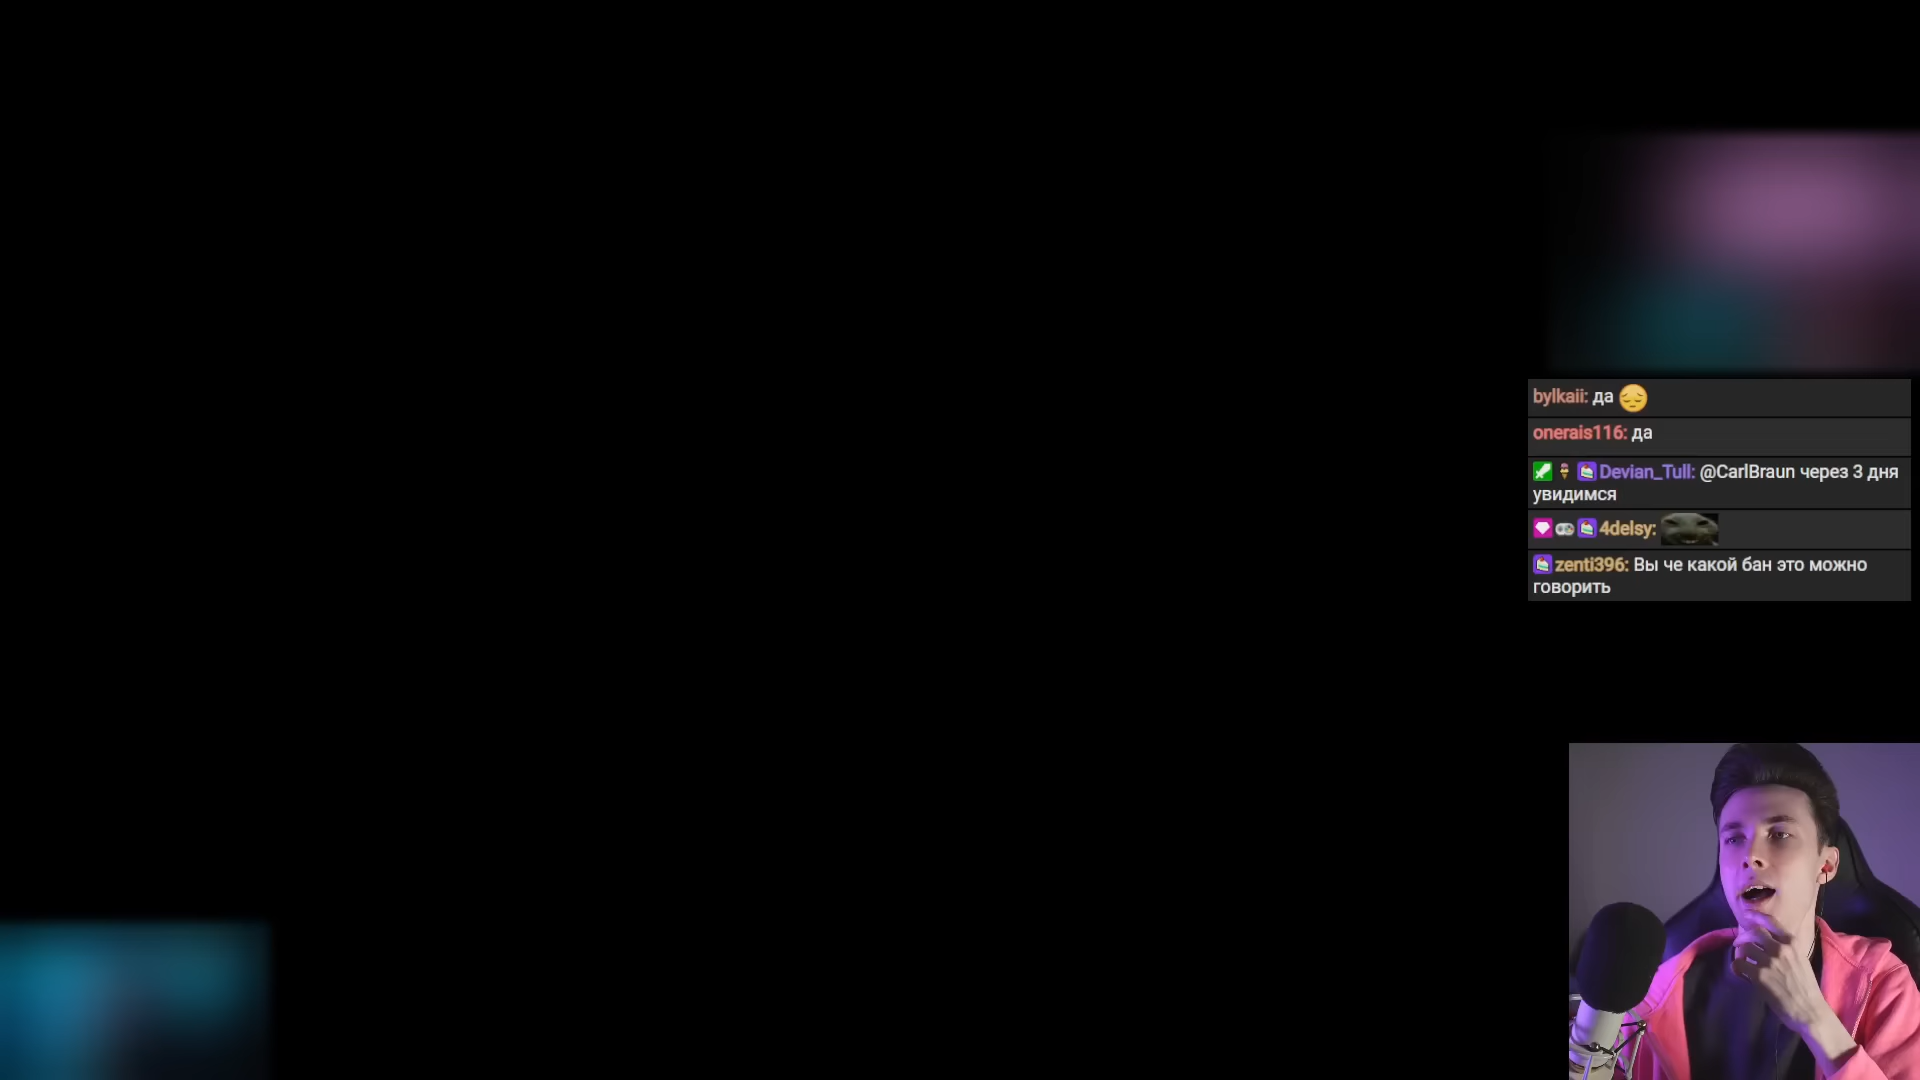 bylkaii: да
onerais116: да
Devian_Tull: @CarlBraun через 3 дня
увидимся
4delsy:
zenti396: Вы че какой бан это можно
говорить